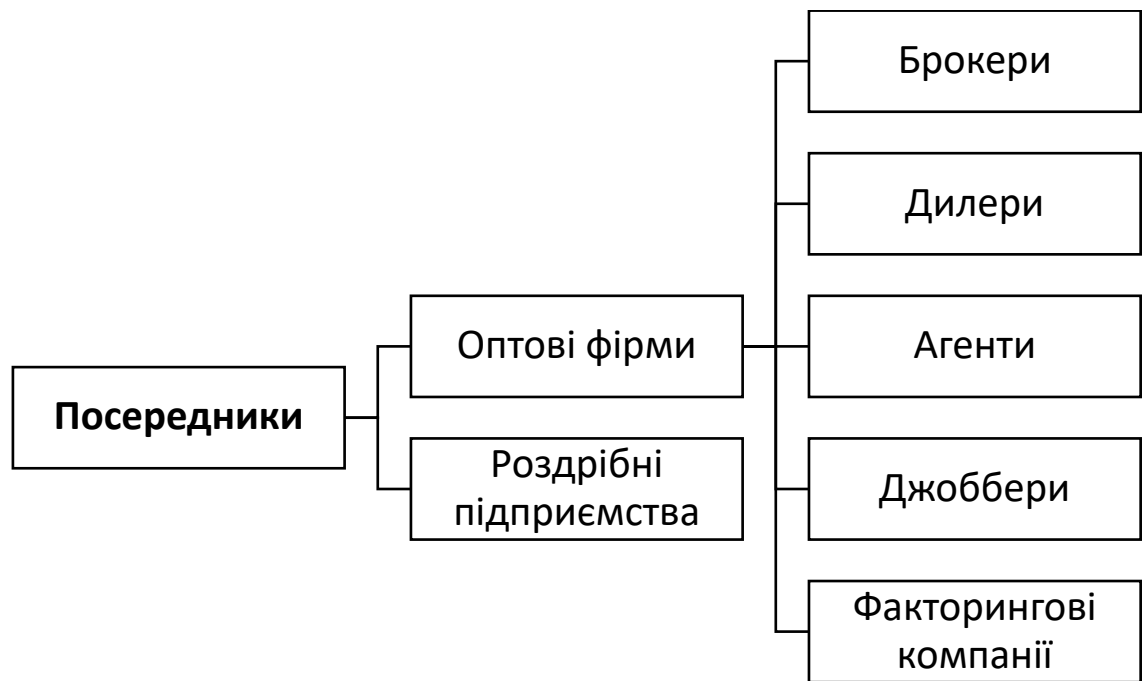 Посередники
Оптові фірми
Роздрібні
підприємства
Брокери
Дилери
Агенти
Джоббери
Факторингові
компанії